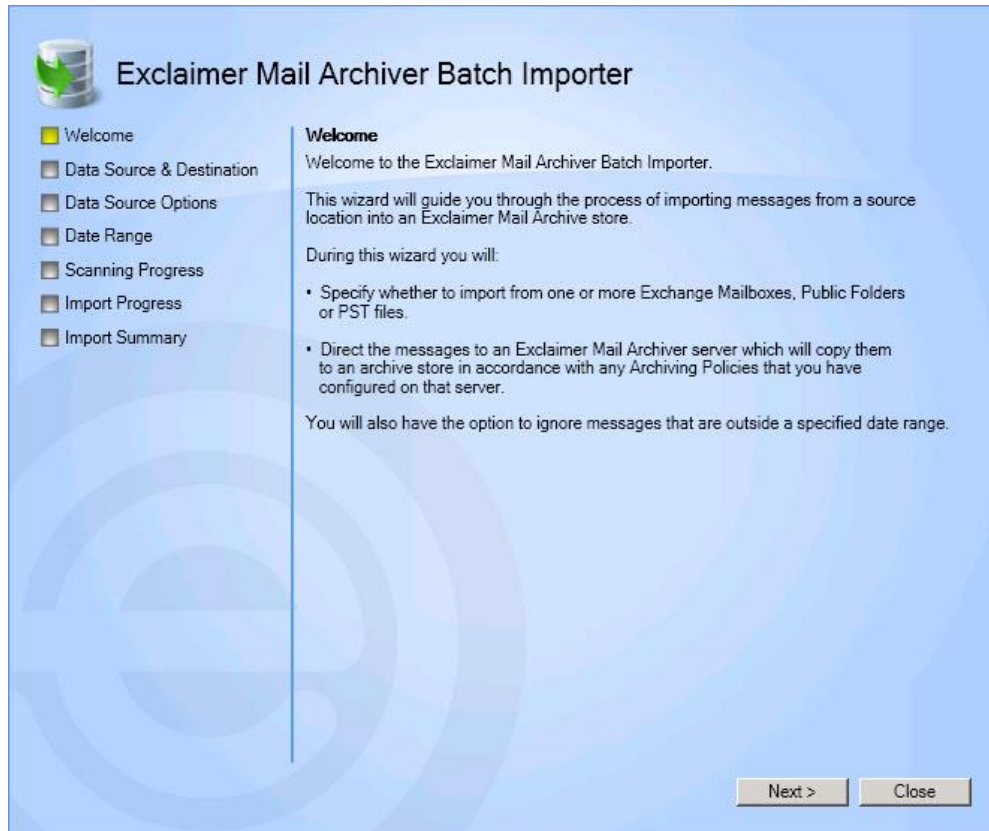 Exclaimer Mail Archiver Batch Importer
Welcome
Data Source & Destination
Data Source Options
Date Range
Scanning Progress
Import Progress
Import Summary
Welcome
Welcome to the Exclaimer Mail Archiver Batch Importer.
This wizard will guide you through the process of importing messages from a source
location into an Exclaimer Mail Archive store.
During this wizard you will:
• Specify whether to import from one or more Exchange Mailboxes, Public Folders
or PST files.
• Direct the messages to an Exclaimer Mail Archiver server which will copy them
to an archive store in accordance with any Archiving Policies that you have
configured on that server.
You will also have the option to ignore messages that are outside a specified date range.
Next >
Close